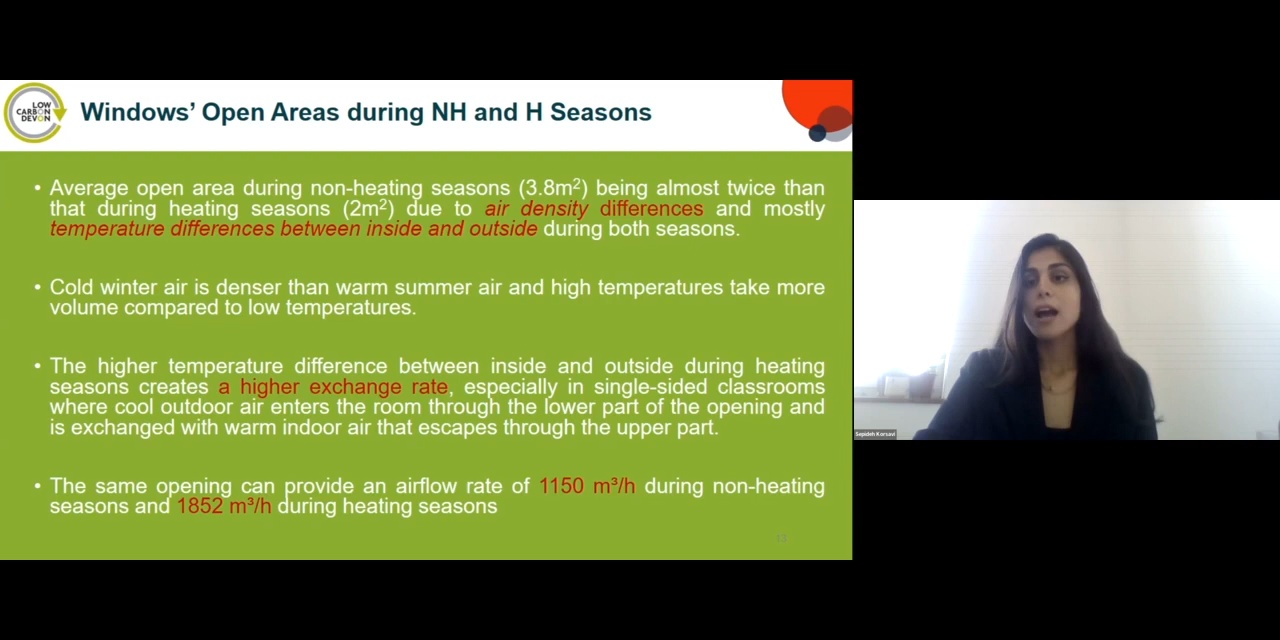 LOW
CARBON
DEVON
Windows’ Open Areas during NH and H Seasons
• Average open area during non-heating seasons (3.8m²) being almost twice than
that during heating seasons (2m²) due to air density differences and mostly
temperature differences between inside and outside during both seasons.
• Cold winter air is denser than warm summer air and high temperatures take more
volume compared to low temperatures.
• The higher temperature difference between inside and outside during heating
seasons creates a higher exchange rate, especially in single-sided classrooms
where cool outdoor air enters the room through the lower part of the opening and
is exchanged with warm indoor air that escapes through the upper part.
• The same opening can provide an airflow rate of 1150 m³/h during non-heating
seasons and 1852 m³/h during heating seasons
13
Sepideh Korsavi